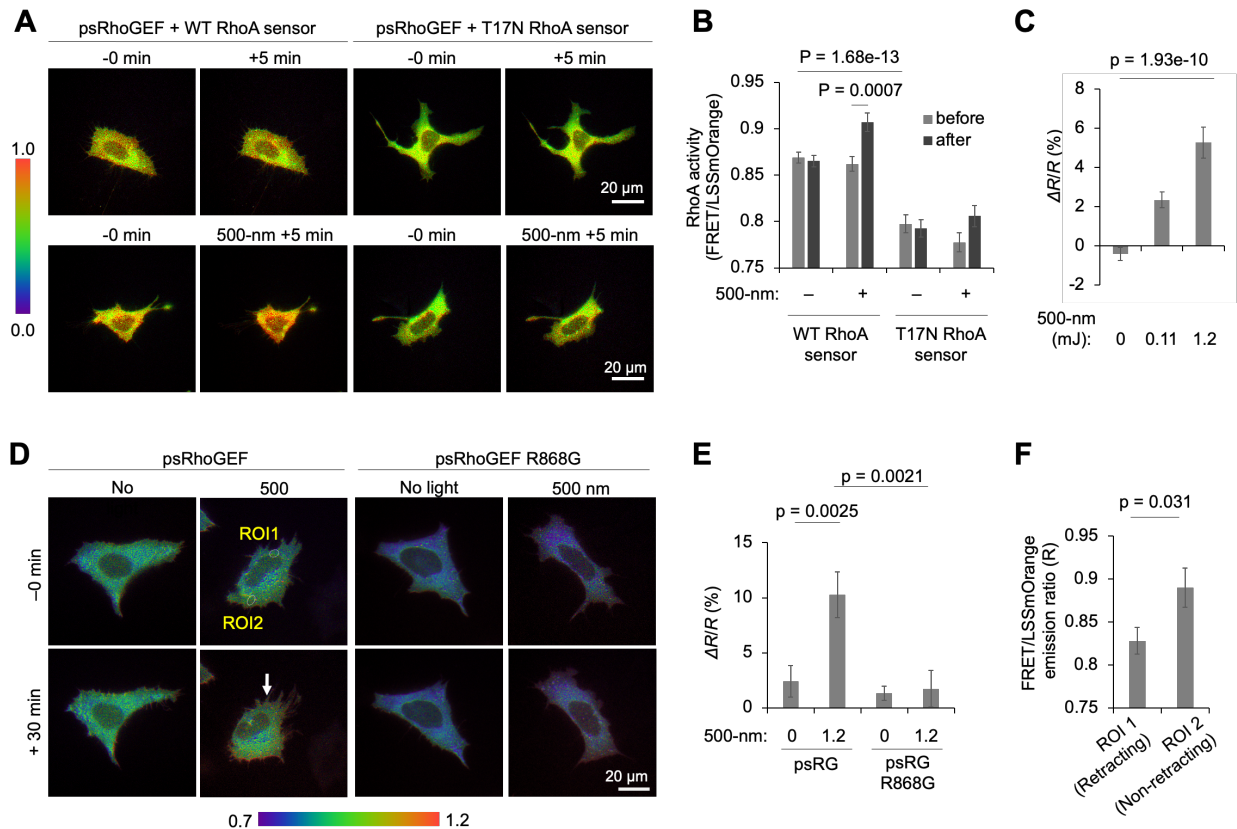 A
psRhoGEF + WT RhoA sensor
psRhoGEF + T17N RhoA sensor
-0 min
+5 min
-0 min
+5 min
1.0
0.0
20 µm
-0 min
500-nm +5 min
-0 min
500-nm +5 min
20 µm
B
P = 1.68e-13
P = 0.0007
before
after
RhoA activity
(FRET/LSSmOrange)
0.95
0.9
0.85
0.8
0.75
500-nm:
–
+
–
+
WT RhoA
sensor
T17N RhoA
sensor
C
p = 1.93e-10
ΔR/R (%)
8
6
4
2
0
-2
500-nm
(mJ):
0
0.11
1.2
D
psRhoGEF
psRhoGEF R868G
No
500
No light
500 nm
–0 min
ROI1
ROI2
+ 30 min
20 µm
0.7
1.2
E
p = 0.0021
p = 0.0025
ΔR/R (%)
15
10
5
0
500-nm:
0
1.2
0
1.2
psRG
psRG
R868G
F
p = 0.031
FRET/LSSmOrange
emission ratio (R)
0.95
0.9
0.85
0.8
0.75
ROI 1
(Retracting)
ROI 2
(Non-retracting)